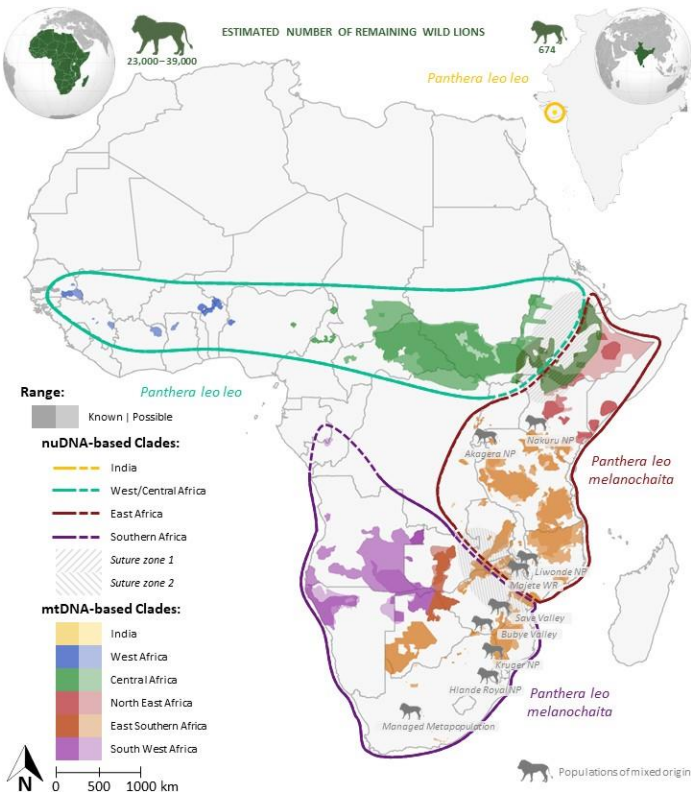 ESTIMATED NUMBER OF REMAINING WILD LIONS
23,000–39,000
674
Panthera leo leo
Range:
Known | Possible
Panthera leo leo
nuDNA-based Clades:
India
West/Central Africa
East Africa
Southern Africa
Suture zone 1
Suture zone 2
mtDNA-based Clades:
India
West Africa
Central Africa
North East Africa
East Southern Africa
South West Africa
N
0 500 1000 km
Nakuru NP
Akagera NP
Panthera leo
melanochaita
Liwonde NP
Majete WR
Save Valley
Bubye Valley
Kruger NP
Hlande Royal NP
Panthera leo
melanochaita
Managed Metapopulation
Populations of mixed origin